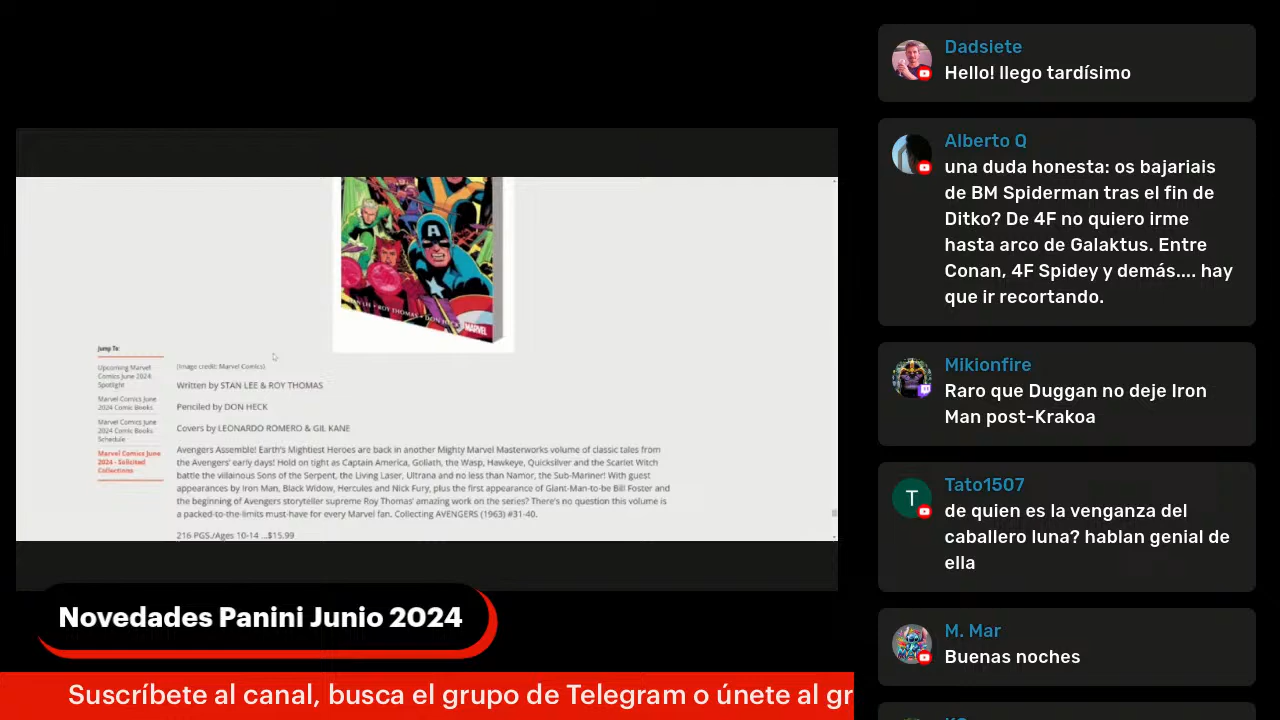 STAN LEE • ROY THOMAS • DON HECK
MARVEL
Jump To:
Upcoming Marvel
Comics June 2024
Spotlight
Marvel Comics June
2024 Comic Books
Marvel Comics June
2024 Comic Books
Schedule
Marvel Comics June
2024 - Solicited
Collections
(Image credit: Marvel Comics)
Written by STAN LEE & ROY THOMAS
Penciled by DON HECK
Covers by LEONARDO ROMERO & GIL KANE
Avengers Assemble! Earth's Mightiest Heroes are back in another Mighty Marvel Masterworks volume of classic tales from
the Avengers' early days! Hold on tight as Captain America, Goliath, the Wasp, Hawkeye, Quicksilver and the Scarlet Witch
battle the villainous Sons of the Serpent, the Living Laser, Ultrana and no less than Namor, the Sub-Mariner! With guest
appearances by Iron Man, Black Widow, Hercules and Nick Fury, plus the first appearance of Giant-Man-to-be Bill Foster and
the beginning of Avengers storyteller supreme Roy Thomas' amazing work on the series? There's no question this volume is
a packed-to-the-limits must-have for every Marvel fan. Collecting AVENGERS (1963) #31-40.
216 PGS./Ages 10-14 ...$15.99
Novedades Panini Junio 2024
Suscríbete al canal, busca el grupo de Telegram o únete al gr
Dadsiete
Hello! llego tardísimo
Alberto Q
una duda honesta: os bajariais
de BM Spiderman tras el fin de
Ditko? De 4F no quiero irme
hasta arco de Galaktus. Entre
Conan, 4F Spidey y demás.... hay
que ir recortando.
Mikionfire
Raro que Duggan no deje Iron
Man post-Krakoa
T
Tato1507
de quien es la venganza del
caballero luna? hablan genial de
ella
M. Mar
Buenas noches